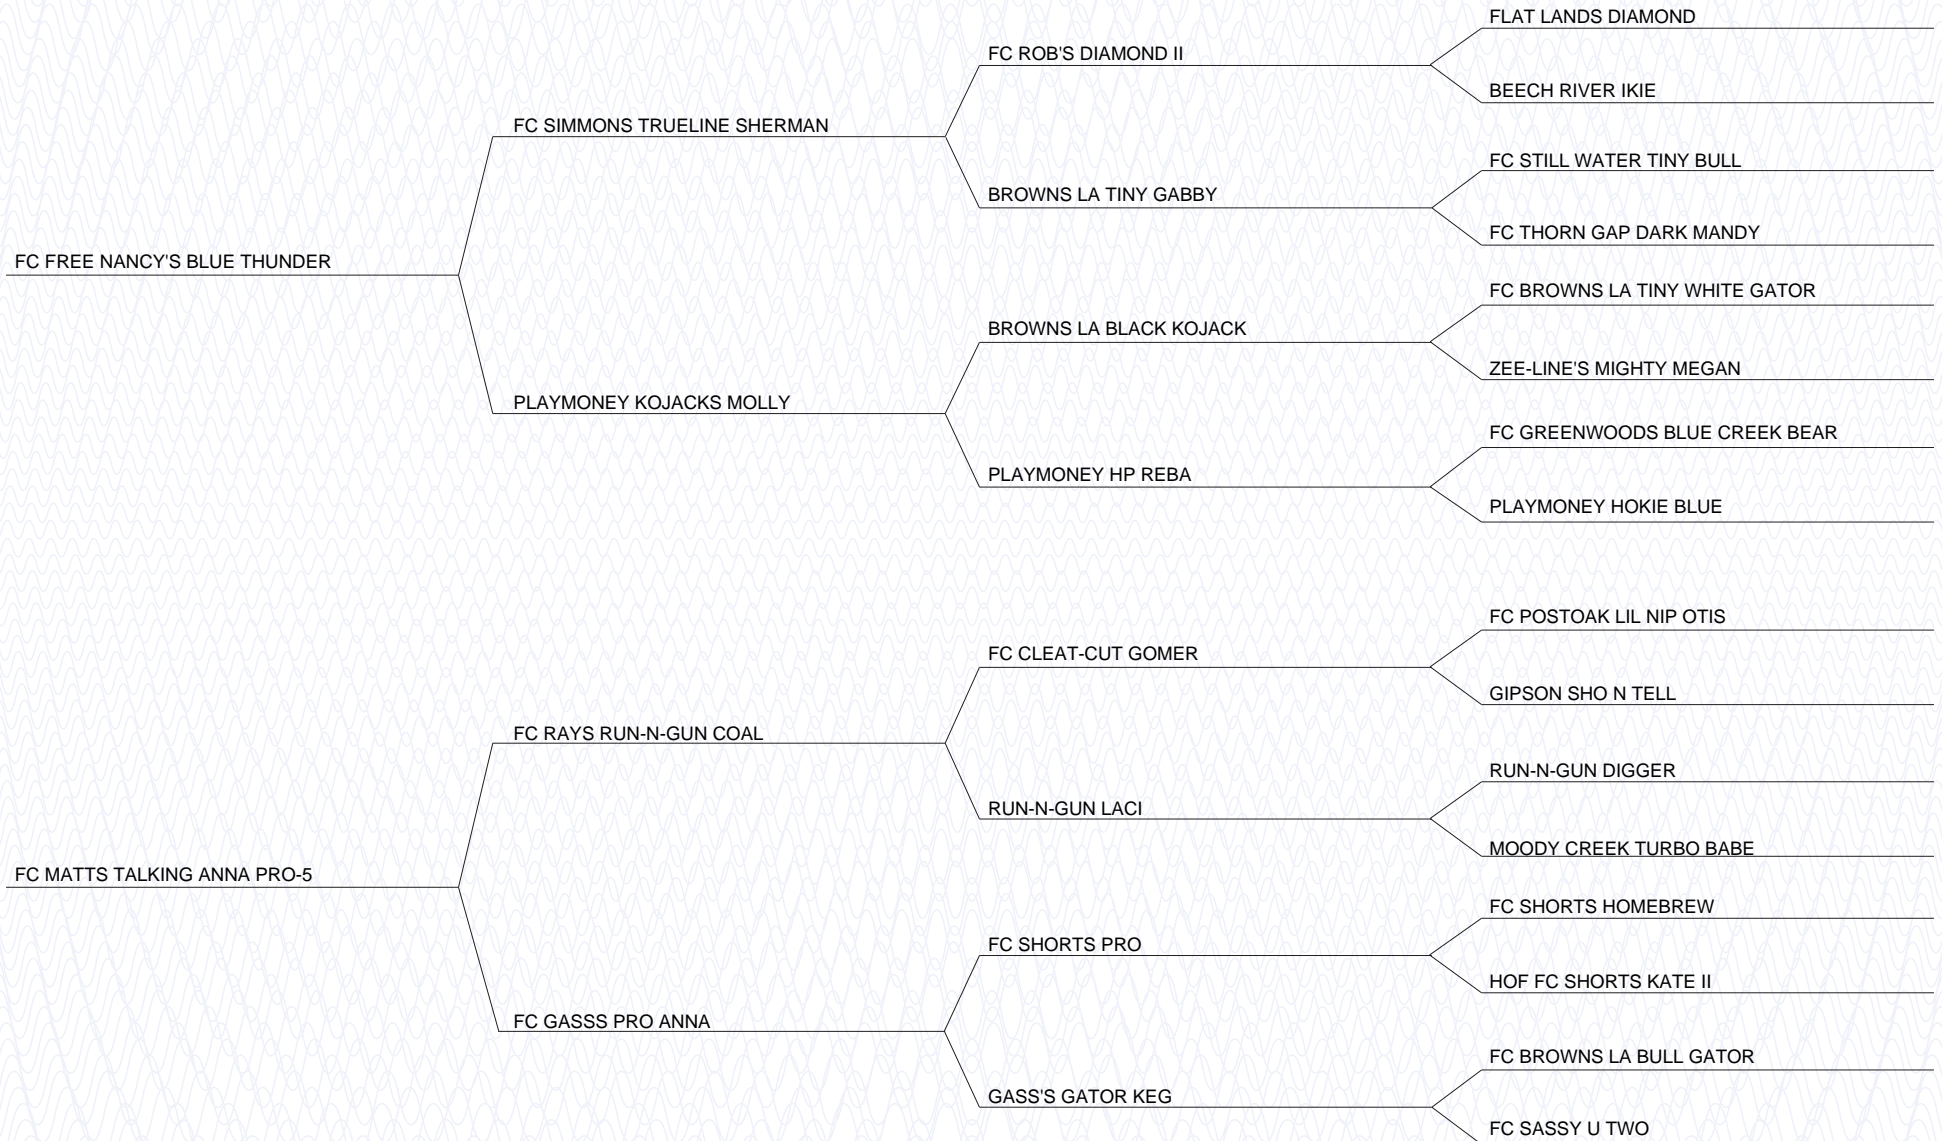 FLAT LANDS DIAMOND
FC ROB'S DIAMOND II
BEECH RIVER IKIE
FC SIMMONS TRUELINE SHERMAN
FC STILL WATER TINY BULL
BROWNS LA TINY GABBY
FC THORN GAP DARK MANDY
FC FREE NANCY'S BLUE THUNDER
FC BROWNS LA TINY WHITE GATOR
BROWNS LA BLACK KOJACK
ZEE-LINE'S MIGHTY MEGAN
PLAYMONEY KOJACKS MOLLY
FC GREENWOODS BLUE CREEK BEAR
PLAYMONEY HP REBA
PLAYMONEY HOKIE BLUE
FC POSTOAK LIL NIP OTIS
FC CLEAT-CUT GOMER
GIPSON SHO N TELL
FC RAYS RUN-N-GUN COAL
RUN-N-GUN DIGGER
RUN-N-GUN LACI
MOODY CREEK TURBO BABE
FC MATTS TALKING ANNA PRO-5
FC SHORTS HOMEBREW
FC SHORTS PRO
HOF FC SHORTS KATE II
FC GASSS PRO ANNA
FC BROWNS LA BULL GATOR
GASS'S GATOR KEG
FC SASSY U TWO